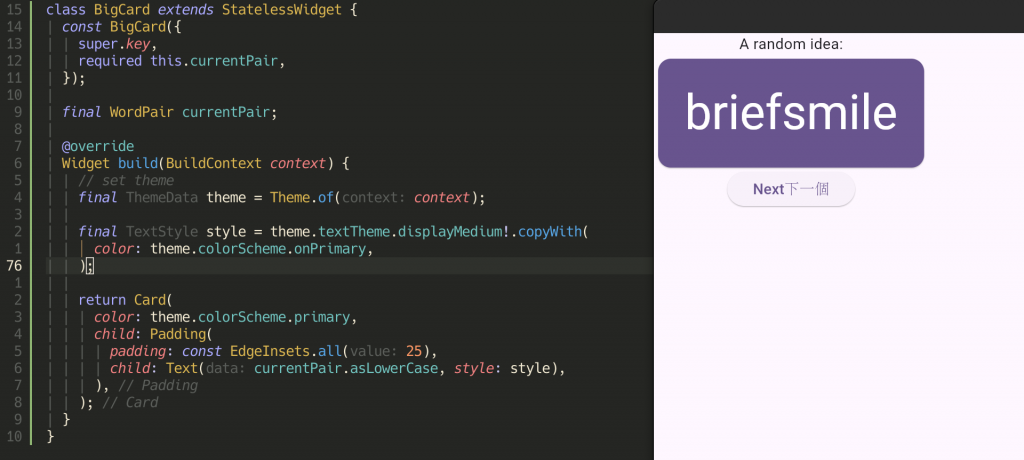 15 class BigCard extends StatelessWidget {
14 const BigCard({
13 super.key,
12 required this.currentPair,
11 });
10
9 final WordPair currentPair;
8
7 @override
6 Widget build(BuildContext context) {
5 // set theme
4 final ThemeData theme = Theme.of(context: context);
3
2 final TextStyle style = theme.textTheme.displayMedium!.copyWith(
1 color: theme.colorScheme.onPrimary,
76 );
1
2 return Card(
3 color: theme.colorScheme.primary,
4 child: Padding(
5 padding: const EdgeInsets.all(value: 25),
6 child: Text(data: currentPair.asLowerCase, style: style),
7 ), // Padding
8 ); // Card
9 }
10 }
A random idea:
briefsmile
Next下一個